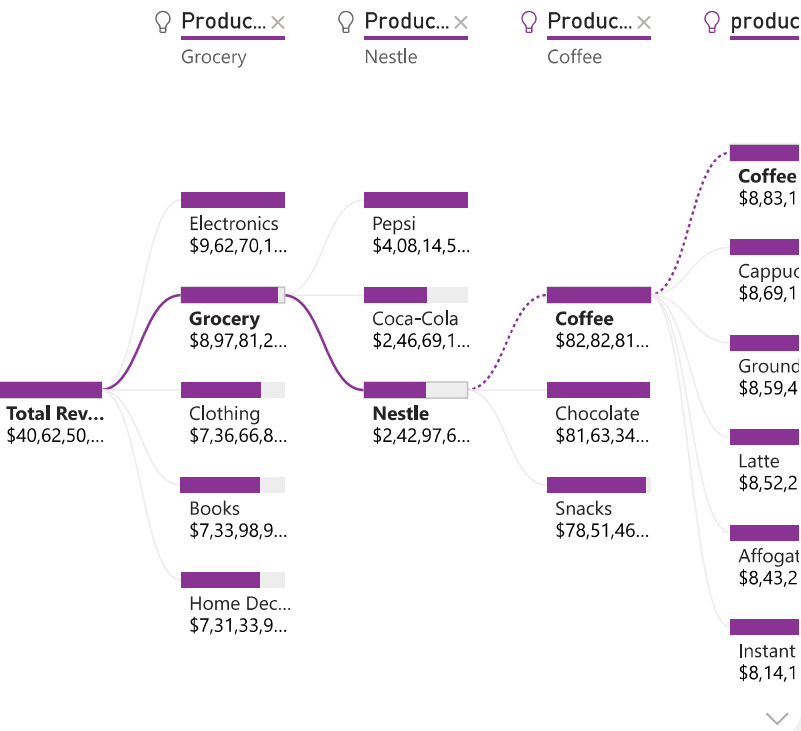 Produc...
Grocery
Produc...
Nestle
Produc...
Coffee
produc
Total Rev...
$40,62,50,...
Electronics
$9,62,70,1...
Grocery
$8,97,81,2...
Clothing
$7,36,66,8...
Books
$7,33,98,9...
Home Dec...
$7,31,33,9...
Pepsi
$4,08,14,5...
Coca-Cola
$2,46,69,1...
Nestle
$2,42,97,6...
Coffee
$82,82,81...
Chocolate
$81,63,34...
Snacks
$78,51,46...
Coffee
$8,83,1
Cappuc
$8,69,1
Ground
$8,59,4
Latte
$8,52,2
Affogat
$8,43,2
Instant
$8,14,1